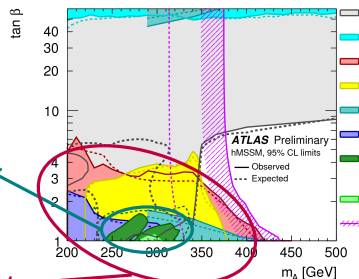 tan β
40
30
20
10
4
3
2
1
ATLAS Preliminary
hMSSM, 95% CL limits
Observed
Expected
200 250 300 350 400 450 500
m_A [GeV]